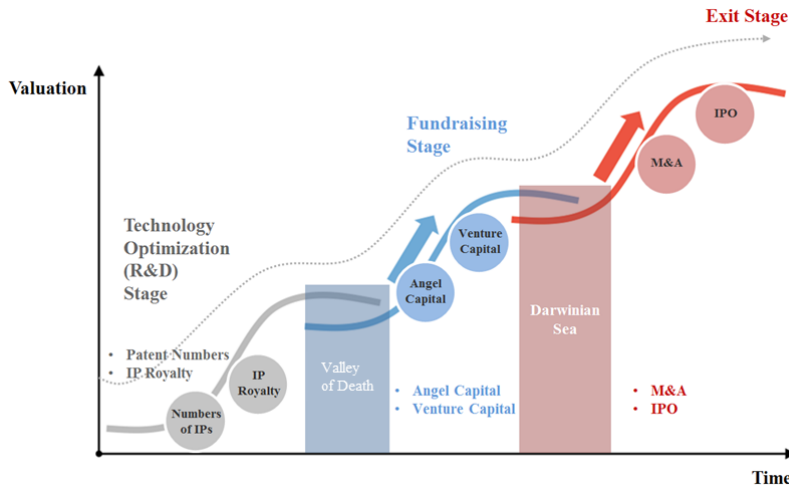 Exit Stage
Valuation
IPO
Fundraising
Stage
M&A
Technology
Optimization
(R&D)
Stage
Venture
Capital
Angel
Capital
Darwinian
Sea
• Patent Numbers
• IP Royalty
Valley
of Death
IP
Royalty
• Angel Capital
• Venture Capital
• M&A
• IPO
Numbers
of IPs
Time